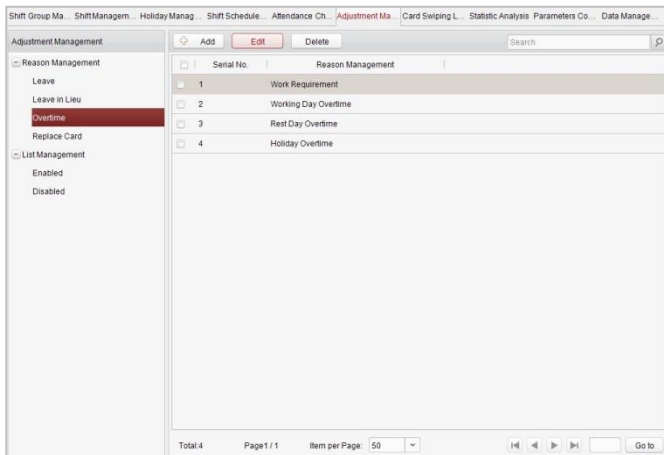 Shift Group Ma... Shift Managem... Holiday Manag... Shift Schedule... Attendance Ch... Adjustment Ma... Card Swiping L... Statistic Analysis Parameters Co... Data Manage...
Adjustment Management
Add Edit Delete Search
Reason Management
Serial No. Reason Management
Leave
1 Work Requirement
Leave in Lieu
2 Working Day Overtime
Overtime
3 Rest Day Overtime
Replace Card
4 Holiday Overtime
List Management
Enabled
Disabled
Total:4 Page1 / 1 Item per Page: 50 Go to